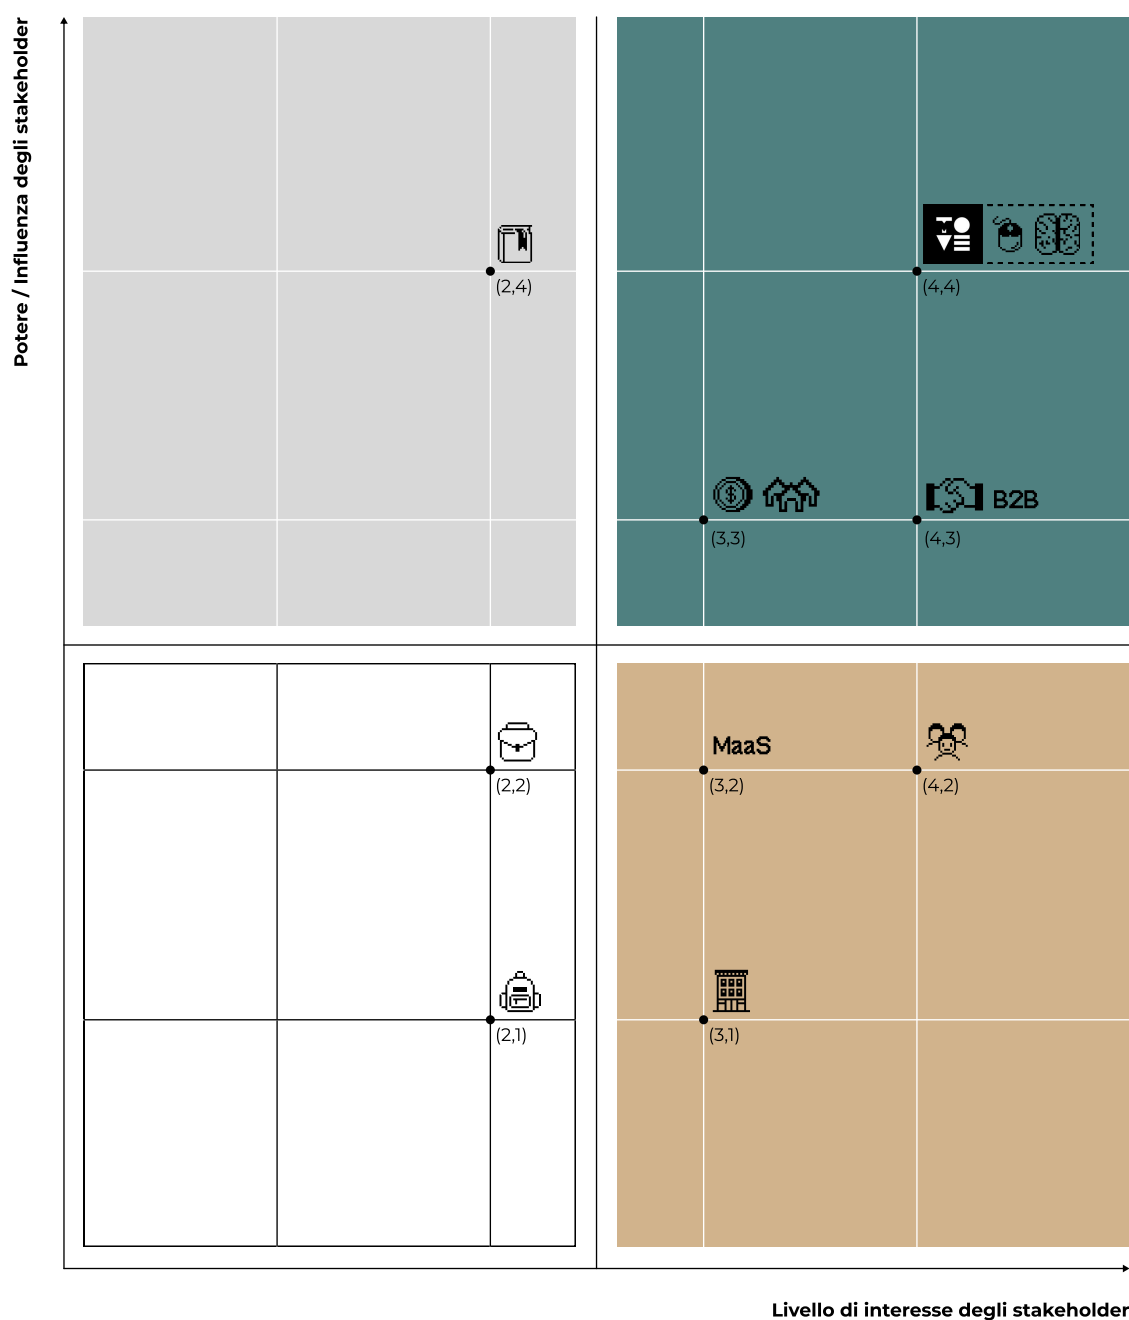 Potere / Influenza degli stakeholder
(2,4)
TMOVE
(4,4)
$
(3,3)
B2B
(4,3)
(2,2)
MaaS
(3,2)
(4,2)
(2,1)
(3,1)
Livello di interesse degli stakeholder